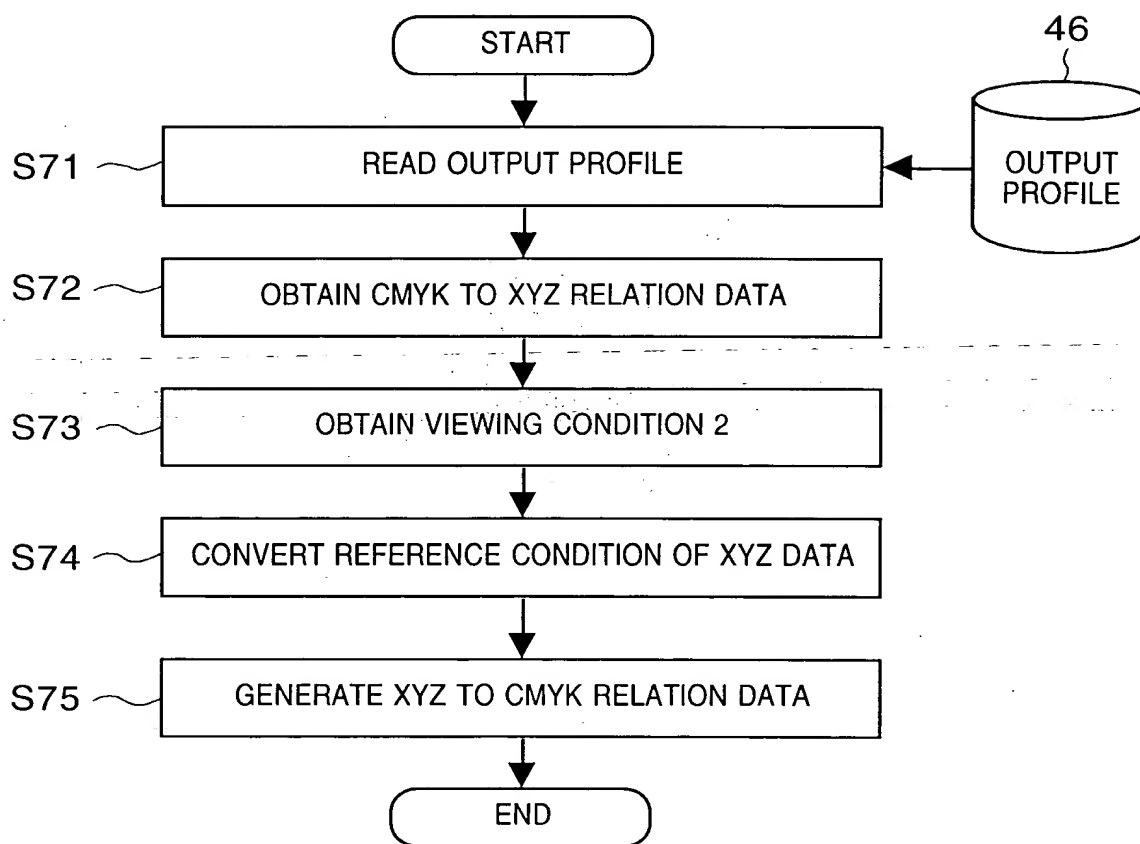 START
46
S71
READ OUTPUT PROFILE
OUTPUT
PROFILE
S72
OBTAIN CMYK TO XYZ RELATION DATA
S73
OBTAIN VIEWING CONDITION 2
S74
CONVERT REFERENCE CONDITION OF XYZ DATA
S75
GENERATE XYZ TO CMYK RELATION DATA
END